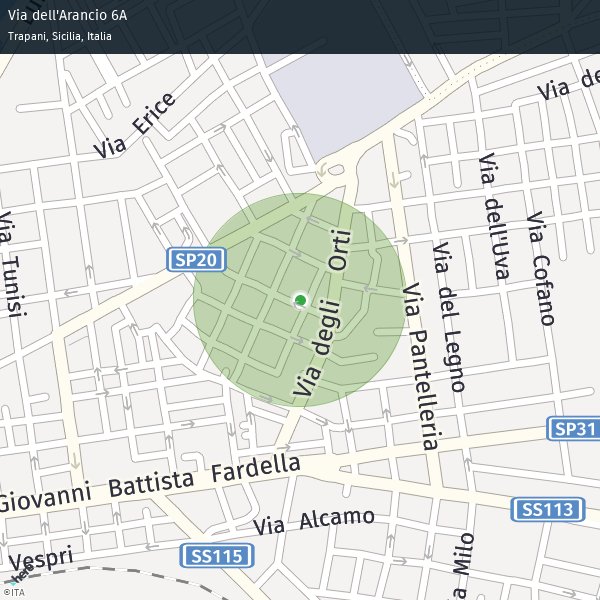 Via dell'Arancio 6A
Trapani, Sicilia, Italia
Via Erice
Via de
Via dell'Uva
Via Cofano
Via Tunisi
SP20
Via degli Orti
Via del Legno
Via Pantelleria
SP31
Giovanni Battista Fardella
SS113
Via Alcamo
SS115
Vespri
a Milo
here
©ITA